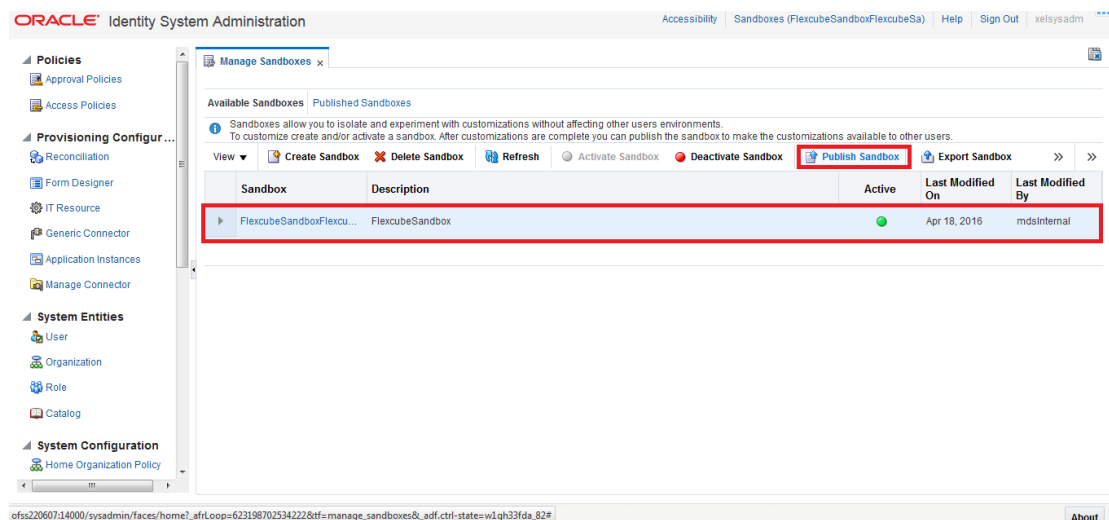 ORACLE Identity System Administration
Accessibility Sandboxes (FlexcubeSandboxFlexcubeSa) Help Sign Out xelsysadm
Policies
Approval Policies
Access Policies
Provisioning Configur...
Reconciliation
Form Designer
IT Resource
Generic Connector
Application Instances
Manage Connector
System Entities
User
Organization
Role
Catalog
System Configuration
Home Organization Policy
Manage Sandboxes x
Available Sandboxes Published Sandboxes
Sandboxes allow you to isolate and experiment with customizations without affecting other users environments.
To customize create and/or activate a sandbox. After customizations are complete you can publish the sandbox to make the customizations available to other users.
View Create Sandbox Delete Sandbox Refresh Activate Sandbox Deactivate Sandbox Publish Sandbox Export Sandbox » »
Sandbox Description Active Last Modified On Last Modified By
FlexcubeSandboxFlexcu... FlexcubeSandbox Apr 18, 2016 mdsInternal
ofss220607:14000/sysadmin/faces/home?_afrLoop=623198702534222&tf=manage_sandboxes&_adf.ctrl-state=w1gh33fda_82#
About